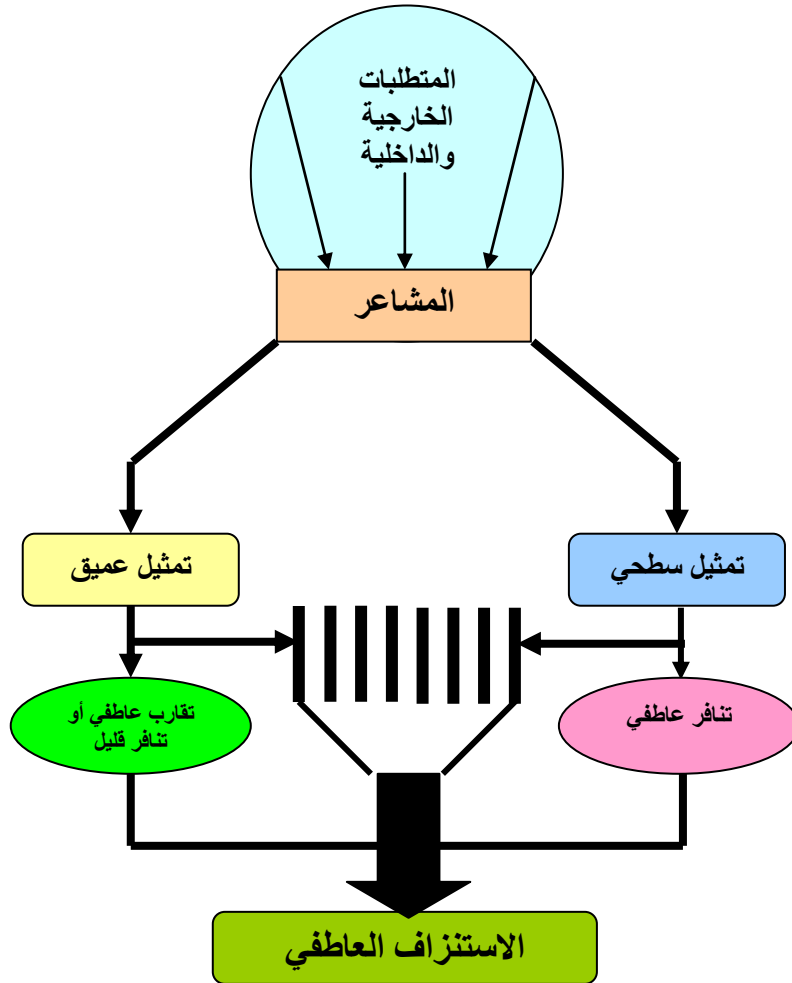 المتطلبات
الخارجية
والداخلية
المشاعر
تمثيل سطحي
تمثيل عميق
تنافر عاطفي
تقارب عاطفي أو
تنافر قليل
الاستنزاف العاطفي